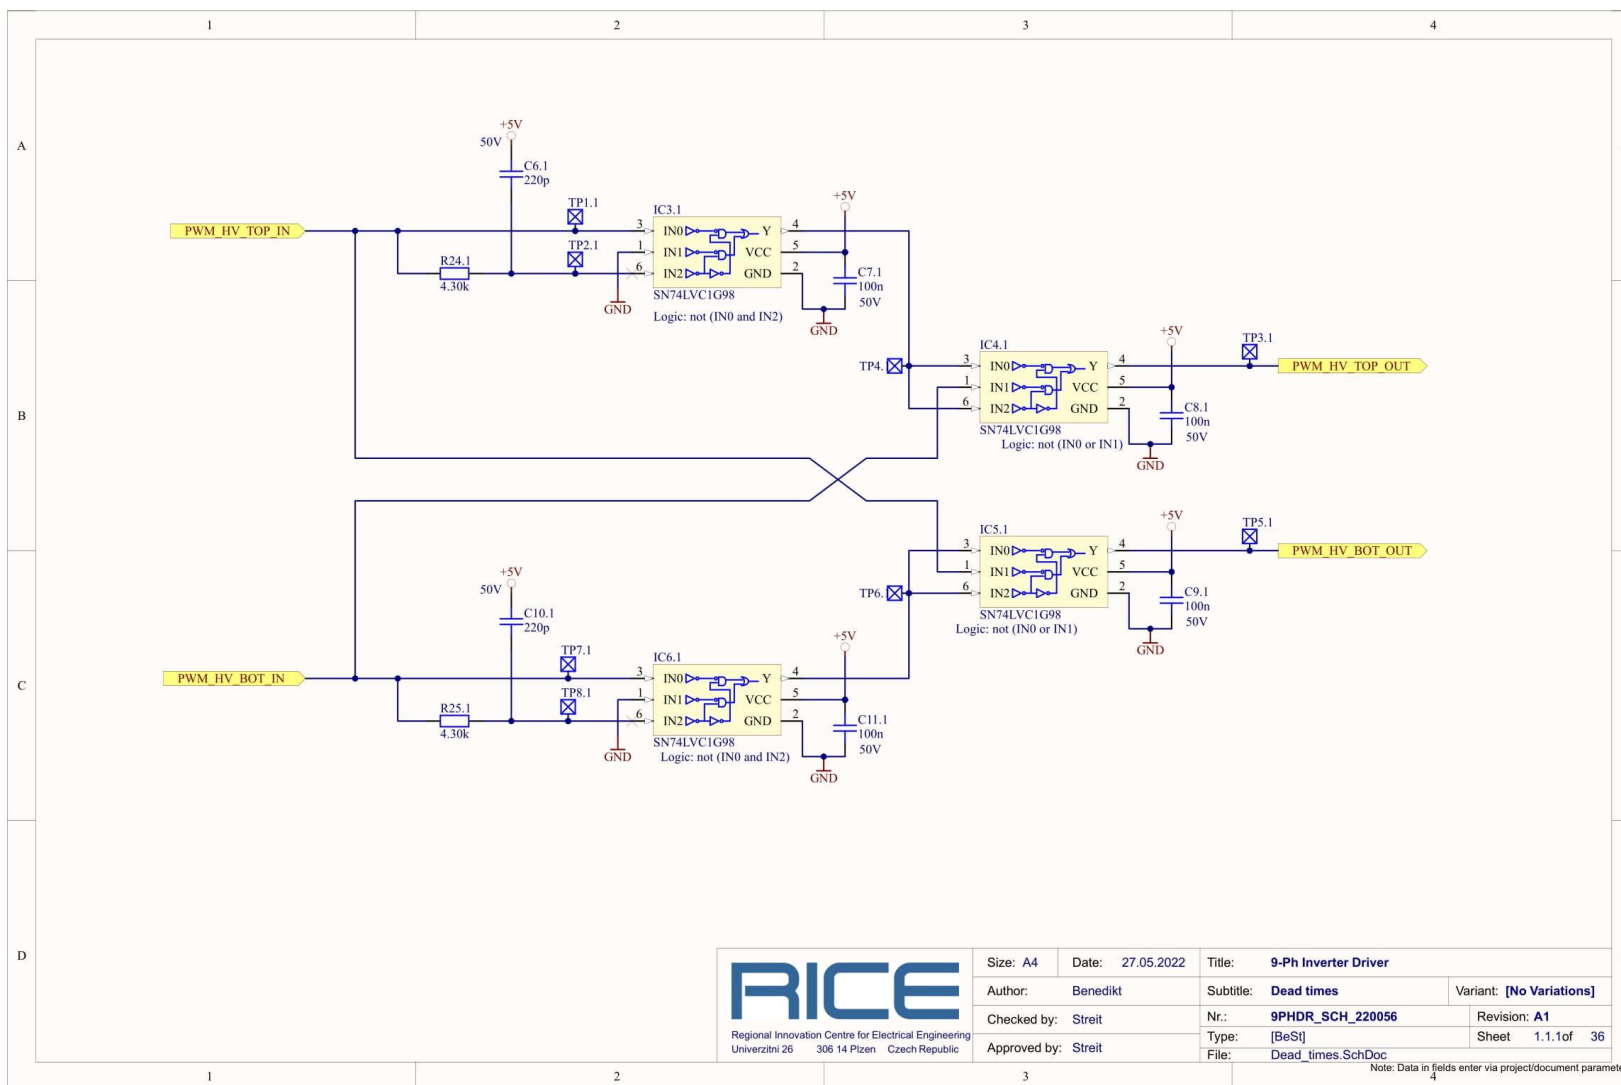 1 2 3 4
A
+5V
50V
C6.1
220p
TP1.1
IC3.1
+5V
PWM_HV_TOP_IN
3 IN0 Y 4
TP2.1
1 IN1 VCC 5
R24.1
4.30k
6 IN2 GND 2
C7.1
100n
50V
SN74LVC1G98
GND
Logic: not (IN0 and IN2)
GND
+5V
TP3.1
IC4.1
B
TP4.
3 IN0 Y 4
PWM_HV_TOP_OUT
1 IN1 VCC 5
6 IN2 GND 2
C8.1
100n
50V
SN74LVC1G98
Logic: not (IN0 or IN1)
GND
+5V
TP5.1
IC5.1
3 IN0 Y 4
PWM_HV_BOT_OUT
1 IN1 VCC 5
TP6.
6 IN2 GND 2
C9.1
100n
50V
SN74LVC1G98
Logic: not (IN0 or IN1)
GND
+5V
50V
C10.1
220p
+5V
TP7.1
IC6.1
C
PWM_HV_BOT_IN
3 IN0 Y 4
TP8.1
1 IN1 VCC 5
R25.1
4.30k
6 IN2 GND 2
C11.1
100n
50V
SN74LVC1G98
GND
Logic: not (IN0 and IN2)
GND
D
RICE
Regional Innovation Centre for Electrical Engineering
Univerzitni 26 306 14 Plzen Czech Republic
Size: A4 Date: 27.05.2022 Title: 9-Ph Inverter Driver
Author: Benedikt Subtitle: Dead times Variant: [No Variations]
Checked by: Streit Nr.: 9PHDR_SCH_220056 Revision: A1
Approved by: Streit Type: [BeSt] Sheet 1.1.1of 36
File: Dead_times.SchDoc
Note: Data in fields enter via project/document
1 2 3 4